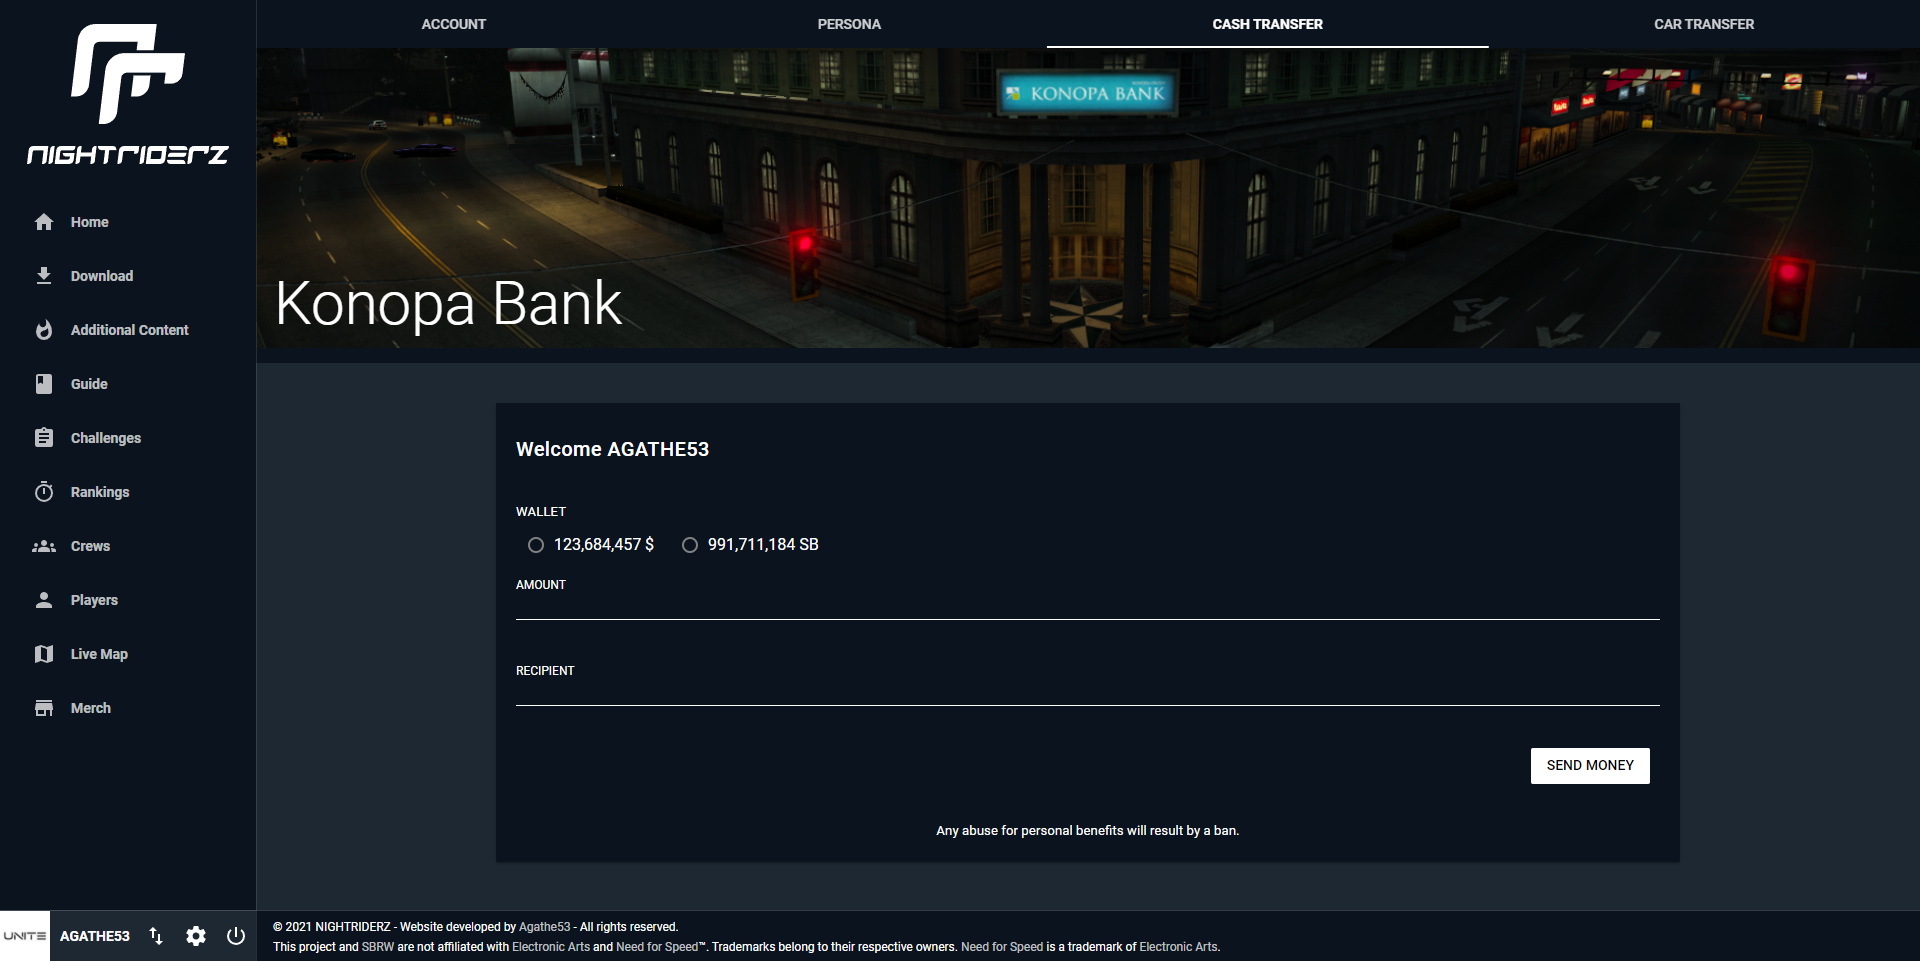 NIGHTRIDERZ
Home
Download
Additional Content
Guide
Challenges
Rankings
Crews
Players
Live Map
Merch
UNITE
AGATHE53
ACCOUNT PERSONA CASH TRANSFER CAR TRANSFER
KONOPA BANK
Konopa Bank
Welcome AGATHE53
WALLET
123,684,457 $ 991,711,184 SB
AMOUNT
RECIPIENT
SEND MONEY
Any abuse for personal benefits will result by a ban.
© 2021 NIGHTRIDERZ - Website developed by Agathe53 - All rights reserved.
This project and SBRW are not affiliated with Electronic Arts and Need for Speed™. Trademarks belong to their respective owners. Need for Speed is a trademark of Electronic Arts.